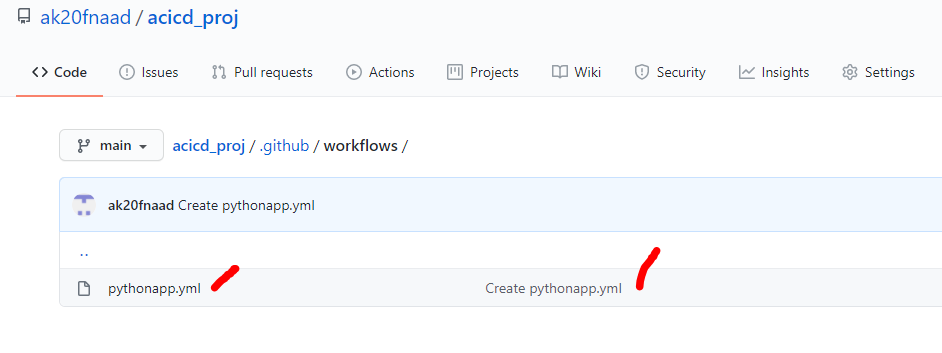 ak20fnaad / acicd_proj
Code Issues Pull requests Actions Projects Wiki Security Insights Settings
main acicd_proj / .github / workflows /
ak20fnaad Create pythonapp.yml
..
pythonapp.yml Create pythonapp.yml